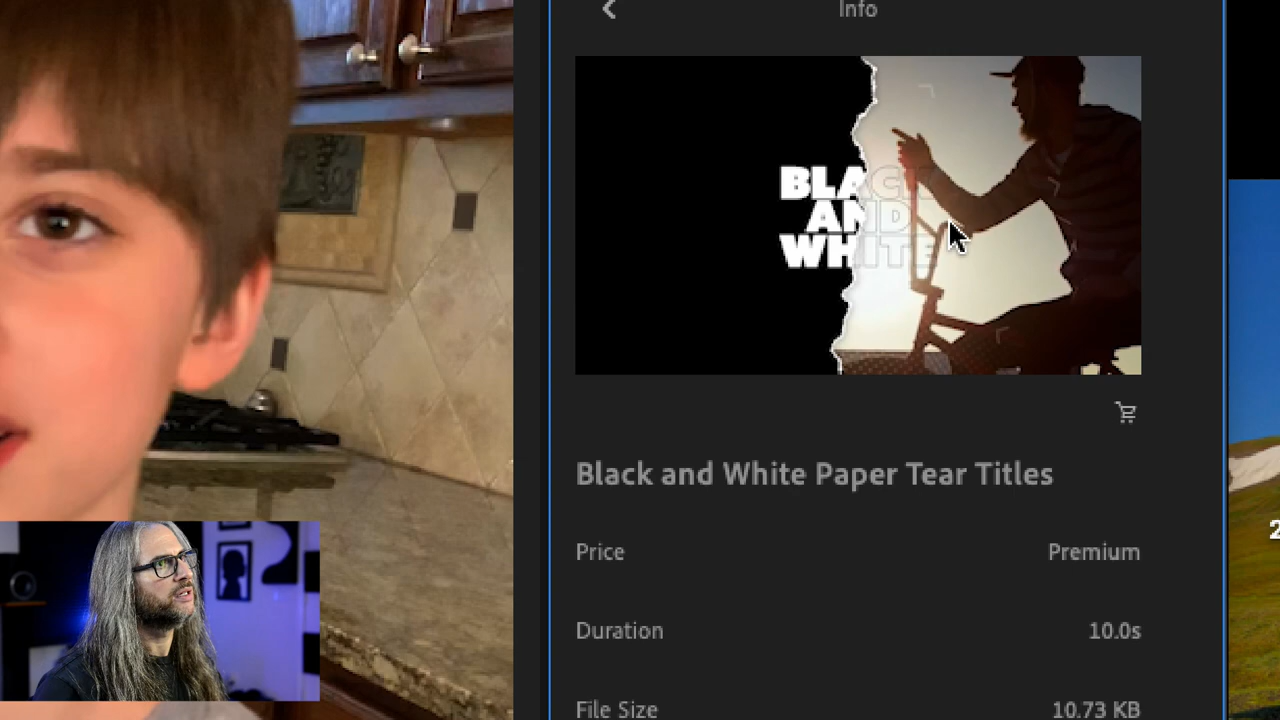 Info
BLACK
AND
WHITE
Black and White Paper Tear Titles
Price Premium
Duration 10.0s
File Size 10.73 KB
2